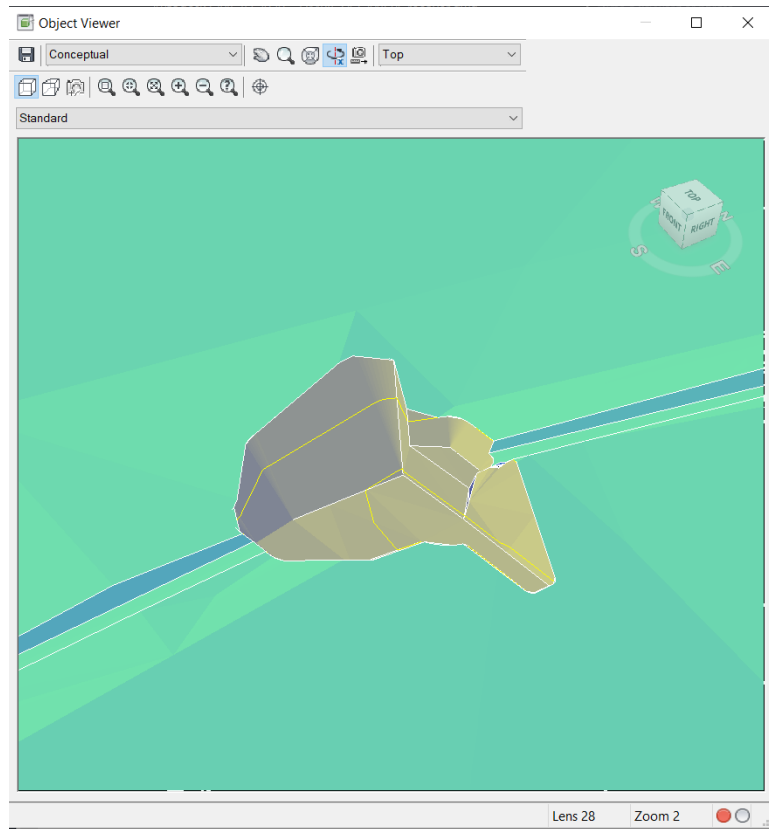 Object Viewer
Conceptual
Top
Standard
TOP
FRONT
RIGHT
S
E
Lens 28
Zoom 2